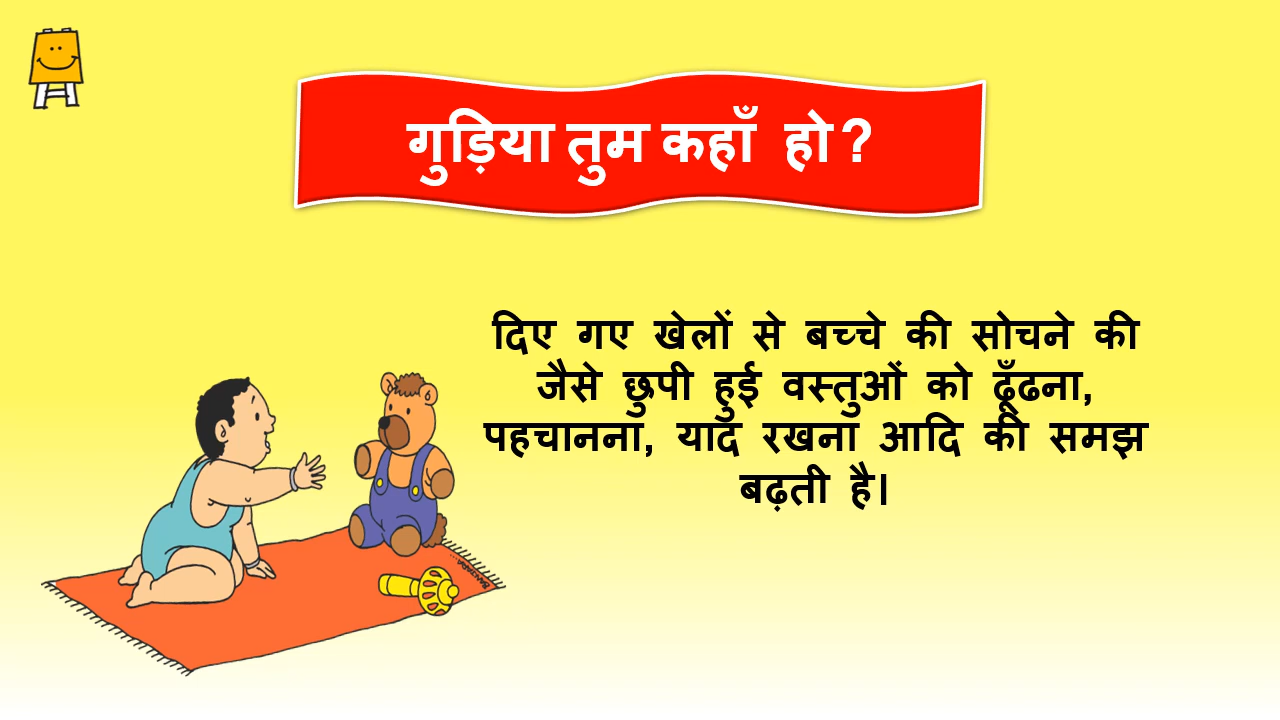 गुड़िया तुम कहाँ हो?
दिए गए खेलों से बच्चे की सोचने की
जैसे छुपी हुई वस्तुओं को ढूँढना,
पहचानना, याद रखना आदि की समझ
बढ़ती है।